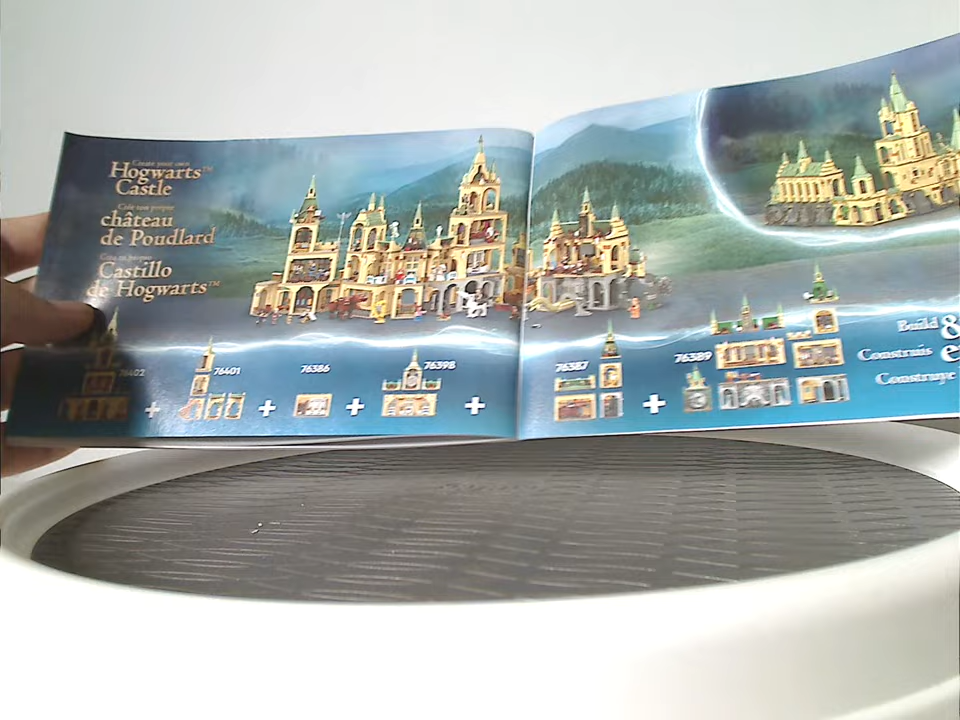 Create your own
Hogwarts™
Castle
Crée ton propre
château
de Poudlard
Crea tu propio
Castillo
de Hogwarts™
76402
+
76401
+
76386
+
76398
+
76387
+
76389
Build &
Construis e
Construye